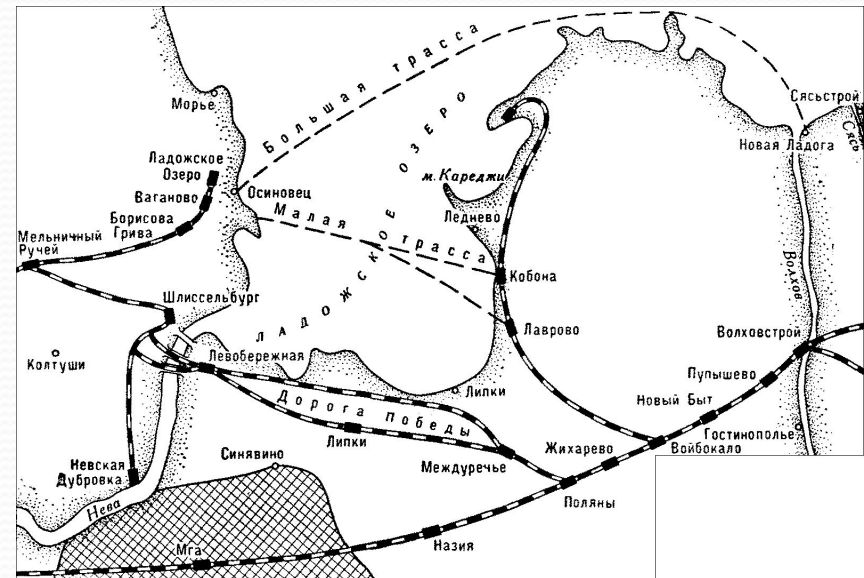 Большая трасса
Морье
Сясьстрой
Сясь
Новая Ладога
Ладожское
Озеро
Ваганово
Осиновец
м. Кареджи
Борисова
Грива
Малая трасса
Леднево
Мельничный
Ручей
ЛАДОЖСКОЕ ОЗЕРО
Кобона
Волхов
Шлиссельбург
Лаврово
Волховстрой
Левобережная
Колтуши
Пупышево
Липки
Новый Быт
Дорога Победы
Гостинополье
Липки
Жихарево
Войбокало
Синявино
Междуречье
Невская
Дубровка
Поляны
Нева
Назия
Мга